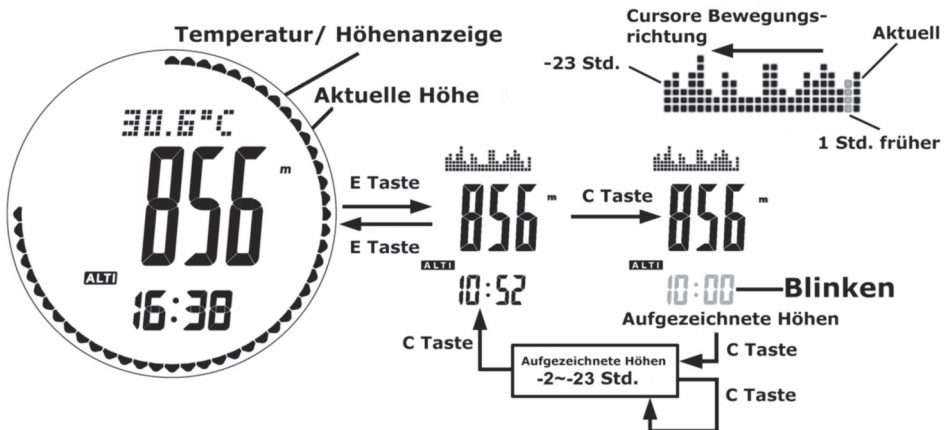 Temperatur/ Höhenanzeige
Aktuelle Höhe
30.6°C
856 m
ALTI
16:38
E Taste
E Taste
856 m
ALTI
10:52
C Taste
856 m
ALTI
10:00
Blinken
Aufgezeichnete Höhen
C Taste
Aufgezeichnete Höhen
-2~-23 Std.
C Taste
C Taste
Cursore Bewegungs-
richtung
Aktuell
-23 Std.
1 Std. früher